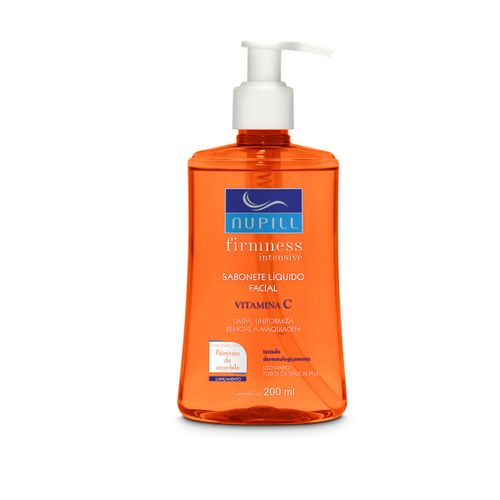 NUPILL
firmness
intensive
SABONETE LÍQUIDO
FACIAL
VITAMINA C
LIMPA, UNIFORMIZA
REMOVE A MAQUIAGEM
Palmitato
de
ascorbila
LANÇAMENTO
testado
dermatologicamente
USO DIÁRIO
TODOS OS TIPOS DE PELE
200 ml